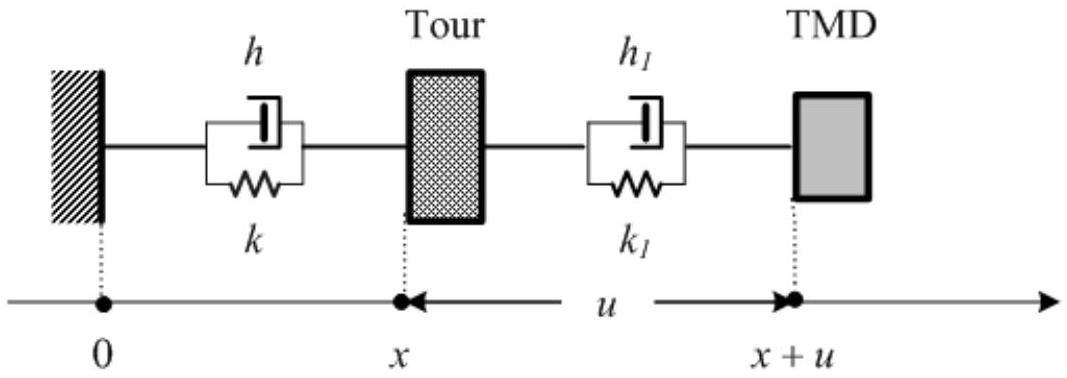 Tour TMD
h h₁
k k₁
u
0 x x + u